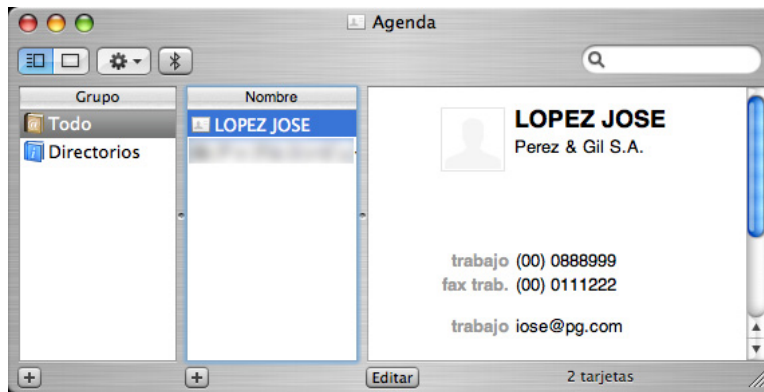 Agenda
Grupo
Todo
Directorios
Nombre
LOPEZ JOSE
LOPEZ JOSE
Perez & Gil S.A.
trabajo (00) 0888999
fax trab. (00) 0111222
trabajo iose@pg.com
Editar
2 tarjetas